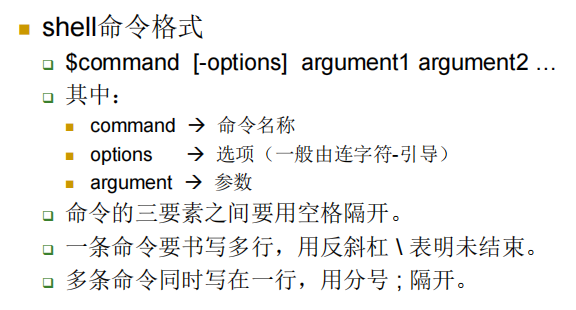 shell命令格式
$command [-options] argument1 argument2 …
其中：
command → 命令名称
options → 选项（一般由连字符-引导）
argument → 参数
命令的三要素之间要用空格隔开。
一条命令要书写多行，用反斜杠 \ 表明未结束。
多条命令同时写在一行，用分号 ; 隔开。